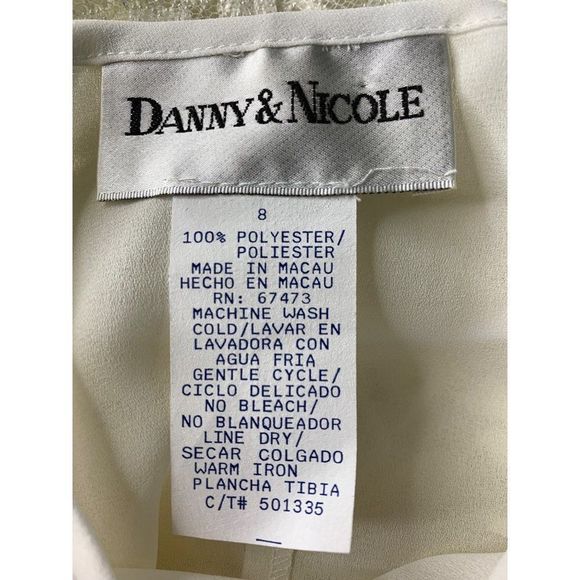 DANNY & NICOLE
8
100% POLYESTER/
POLIESTER
MADE IN MACAU
HECHO EN MACAU
RN: 67473
MACHINE WASH
COLD/LAVAR EN
LAVADORA CON
AGUA FRIA
GENTLE CYCLE/
CICLO DELICADO
NO BLEACH/
NO BLANQUEADOR
LINE DRY/
SECAR COLGADO
WARM IRON
PLANCHA TIBIA
C/T# 501335